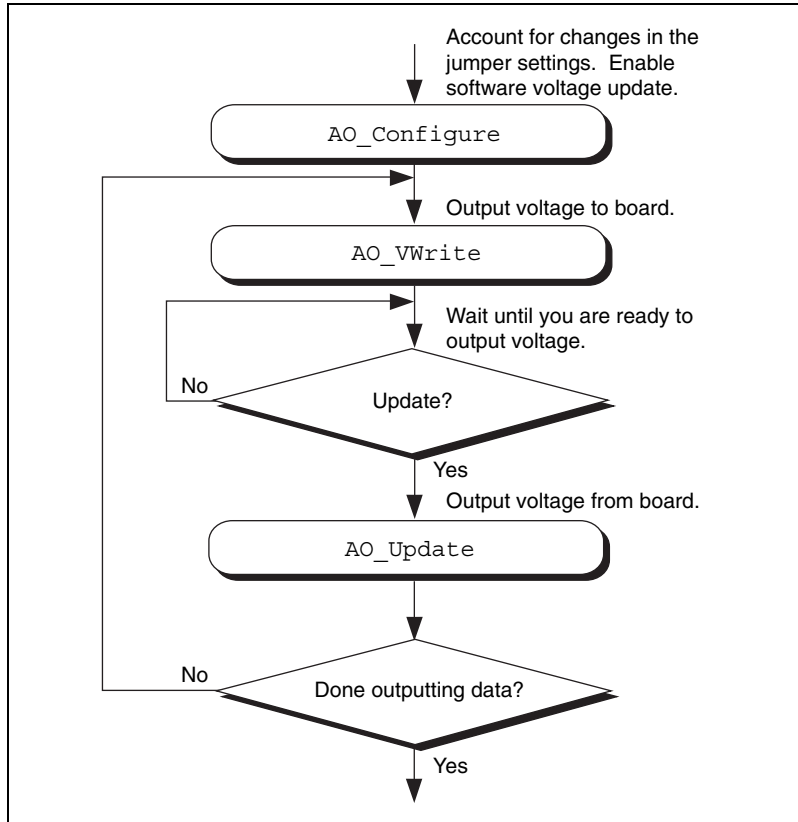 Account for changes in the
jumper settings.  Enable
software voltage update.
AO_Configure
Output voltage to board.
AO_VWrite
Wait until you are ready to
output voltage.
No
Update?
Yes
Output voltage from board.
AO_Update
No
Done outputting data?
Yes